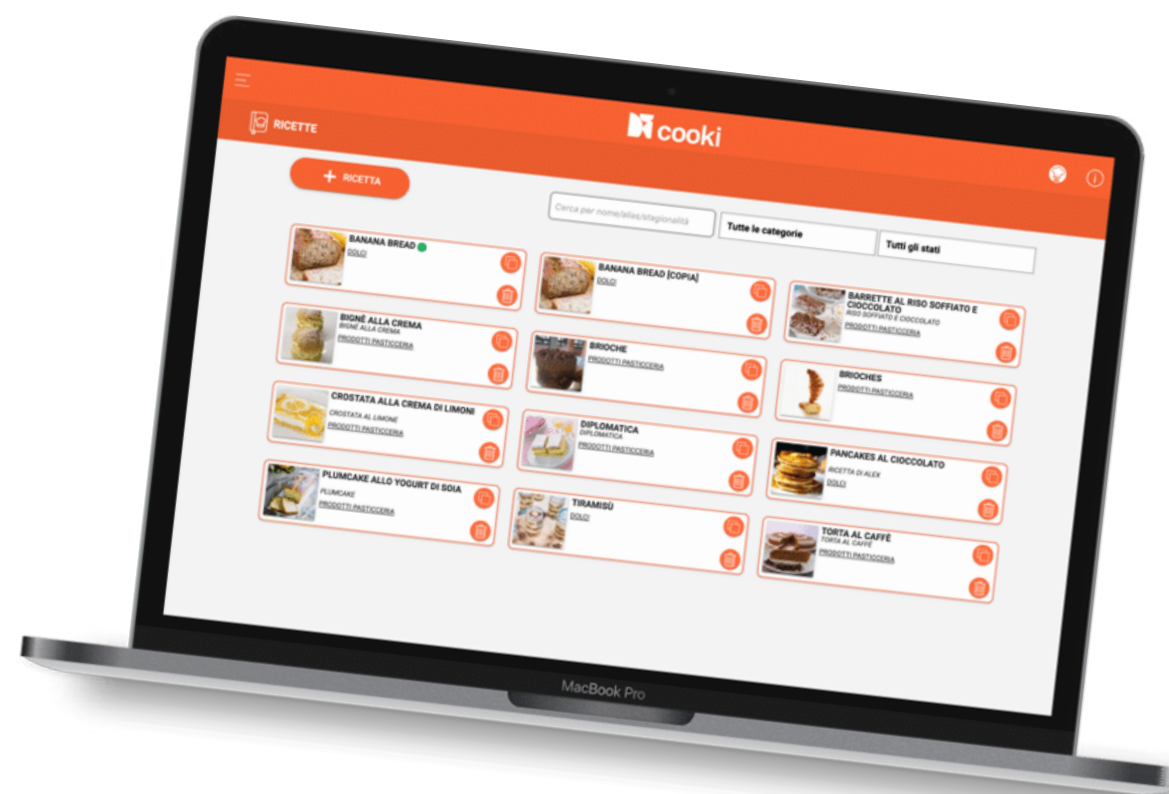 cooki
RICETTE
+ RICETTA
Cerca per nome/alias/stagionalità
Tutte le categorie
Tutti gli stati
BANANA BREAD
DOLCI
BANANA BREAD [COPIA]
DOLCI
BARRETTE AL RISO SOFFIATO E
CIOCCOLATO
RISO SOFFIATO E CIOCCOLATO
PRODOTTI PASTICCERIA
BIGNÈ ALLA CREMA
BIGNÈ ALLA CREMA
PRODOTTI PASTICCERIA
BRIOCHE
PRODOTTI PASTICCERIA
BRIOCHES
PRODOTTI PASTICCERIA
CROSTATA ALLA CREMA DI LIMONI
CROSTATA AL LIMONE
PRODOTTI PASTICCERIA
DIPLOMATICA
DIPLOMATICA
PRODOTTI PASTICCERIA
PANCAKES AL CIOCCOLATO
RICETTA DI ALEX
DOLCI
PLUMCAKE ALLO YOGURT DI SOIA
PLUMCAKE
PRODOTTI PASTICCERIA
TIRAMISÙ
DOLCI
TORTA AL CAFFÈ
TORTA AL CAFFÈ
PRODOTTI PASTICCERIA
MacBook Pro